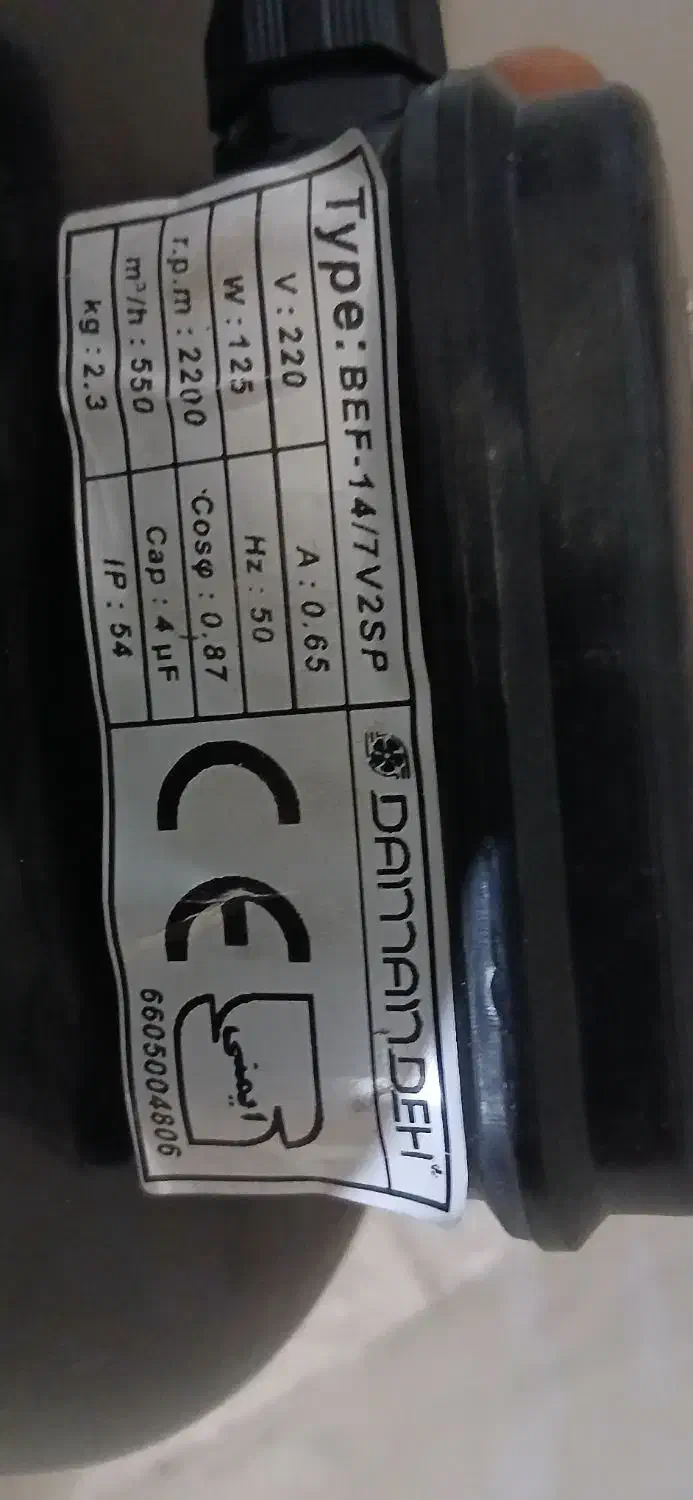 Type: BEF-14/7V2SP
DAMANDEH
V : 220
A : 0.65
W : 125
Hz : 50
r.p.m : 2200
Cosφ : 0.87
m³/h : 550
Cap : 4 µF
kg : 2.3
IP : 54
CE
ایمنی
6605004806